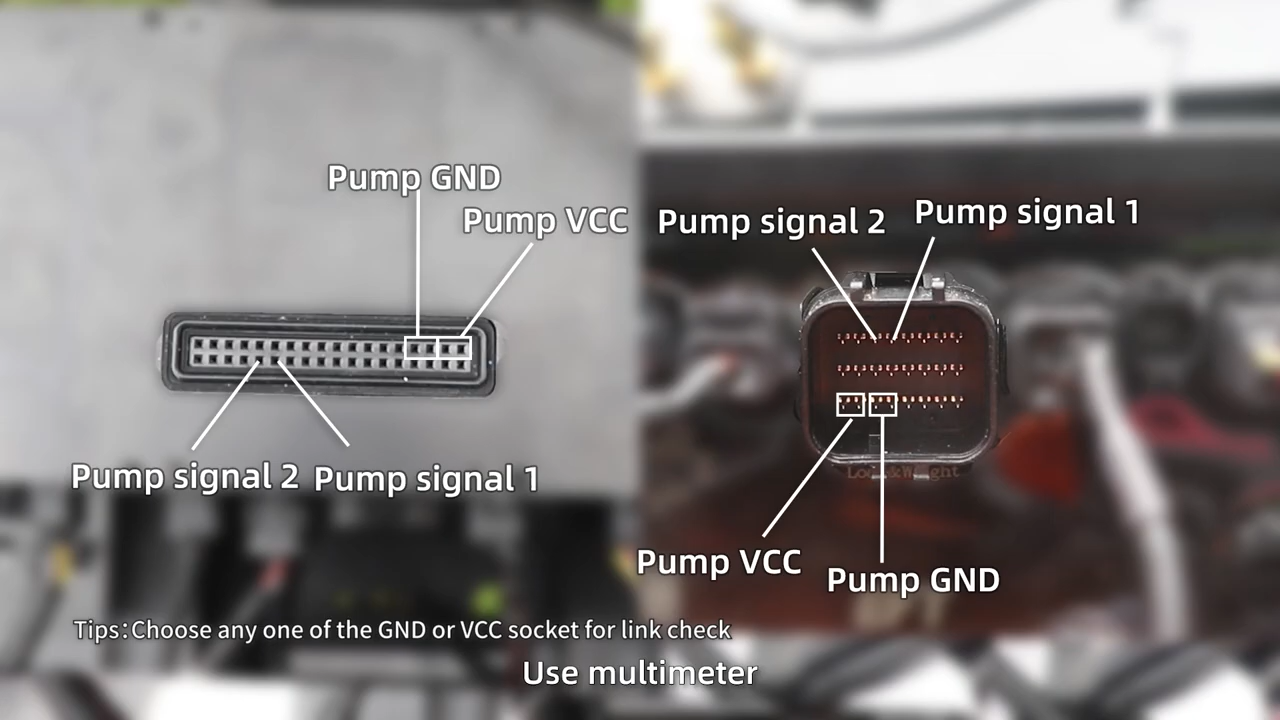 Pump GND
Pump VCC
Pump signal 2
Pump signal 1
Pump signal 2
Pump signal 1
Pump VCC
Pump GND
Tips:Choose any one of the GND or VCC socket for link check
Use multimeter